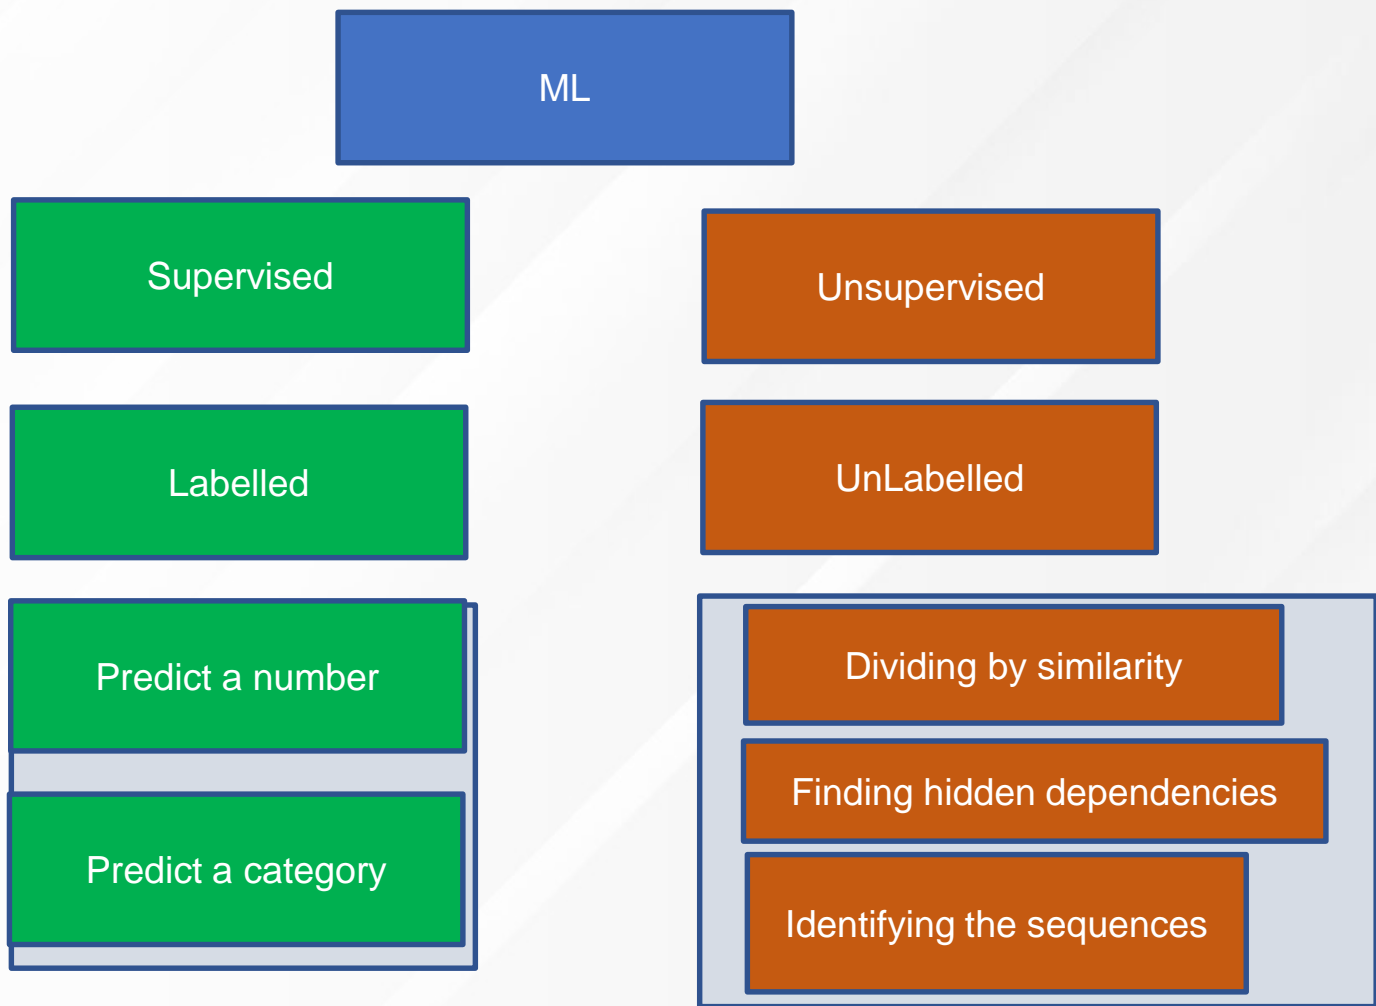 ML
Supervised
Unsupervised
Labelled
UnLabelled
Predict a number
Predict a category
Dividing by similarity
Finding hidden dependencies
Identifying the sequences